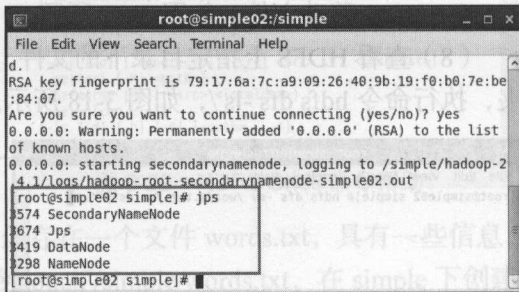 root@simple02:/simple
File Edit View Search Terminal Help
d.
RSA key fingerprint is 79:17:6a:7c:a9:09:26:40:9b:19:f0:b0:7e:be
:84:07.
Are you sure you want to continue connecting (yes/no)? yes
0.0.0.0: Warning: Permanently added '0.0.0.0' (RSA) to the list
of known hosts.
0.0.0.0: starting secondarynamenode, logging to /simple/hadoop-2
.4.1/logs/hadoop-root-secondarynamenode-simple02.out
[root@simple02 simple]# jps
3574 SecondaryNameNode
3674 Jps
3419 DataNode
3298 NameNode
[root@simple02 simple]#